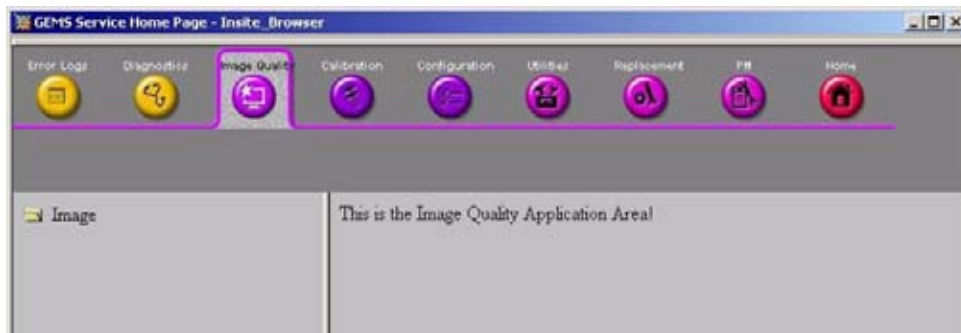 GEMS Service Home Page - Insite_Browser
Error Logs Diagnostics Image Quality Calibration Configuration Utilities Replacement PM Home
Image
This is the Image Quality Application Area!